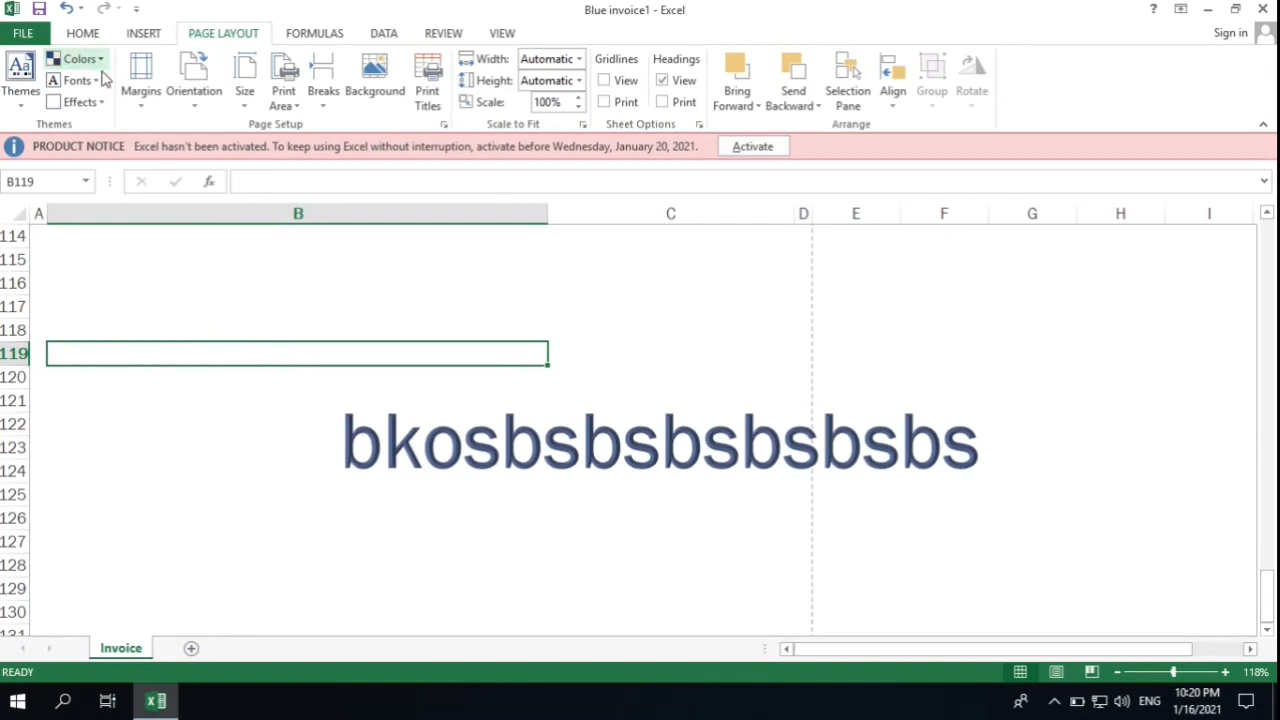 Blue invoice1 - Excel
?
Sign in
FILE HOME INSERT PAGE LAYOUT FORMULAS DATA REVIEW VIEW
Aa
Themes
Colors
A Fonts
Effects
Themes
Margins
Orientation
Size
Print Area
Breaks
Background
Print Titles
Page Setup
Width: Automatic
Height: Automatic
Scale: 100%
Scale to Fit
Gridlines
View
Print
Headings
View
Print
Sheet Options
Bring Forward
Send Backward
Selection Pane
Align
Group
Rotate
Arrange
PRODUCT NOTICE Excel hasn't been activated. To keep using Excel without interruption, activate before Wednesday, January 20, 2021. Activate
B119 fx
A B C D E F G H I
114
115
116
117
118
119
120
121
122
123
124
125
126
127
128
129
130
131
bkosbsbsbsbsbsbs
Invoice
READY 118%
ENG
10:20 PM
1/16/2021